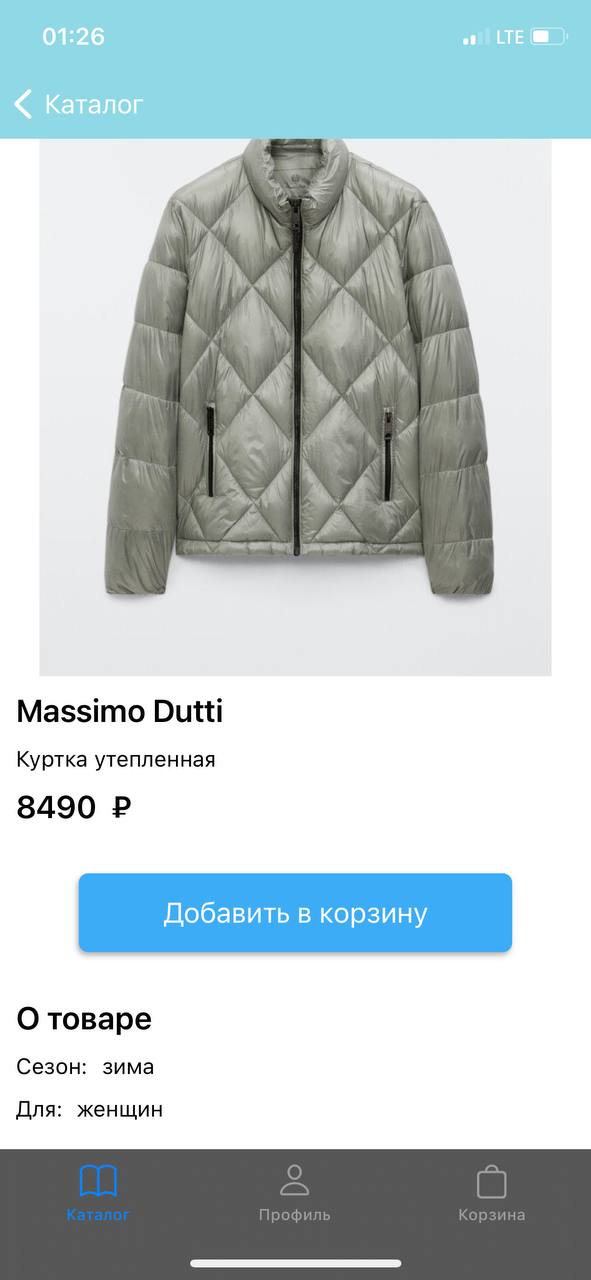 01:26
LTE
Каталог
Massimo Dutti
Куртка утепленная
8490 ₽
Добавить в корзину
О товаре
Сезон: зима
Для: женщин
Каталог
Профиль
Корзина